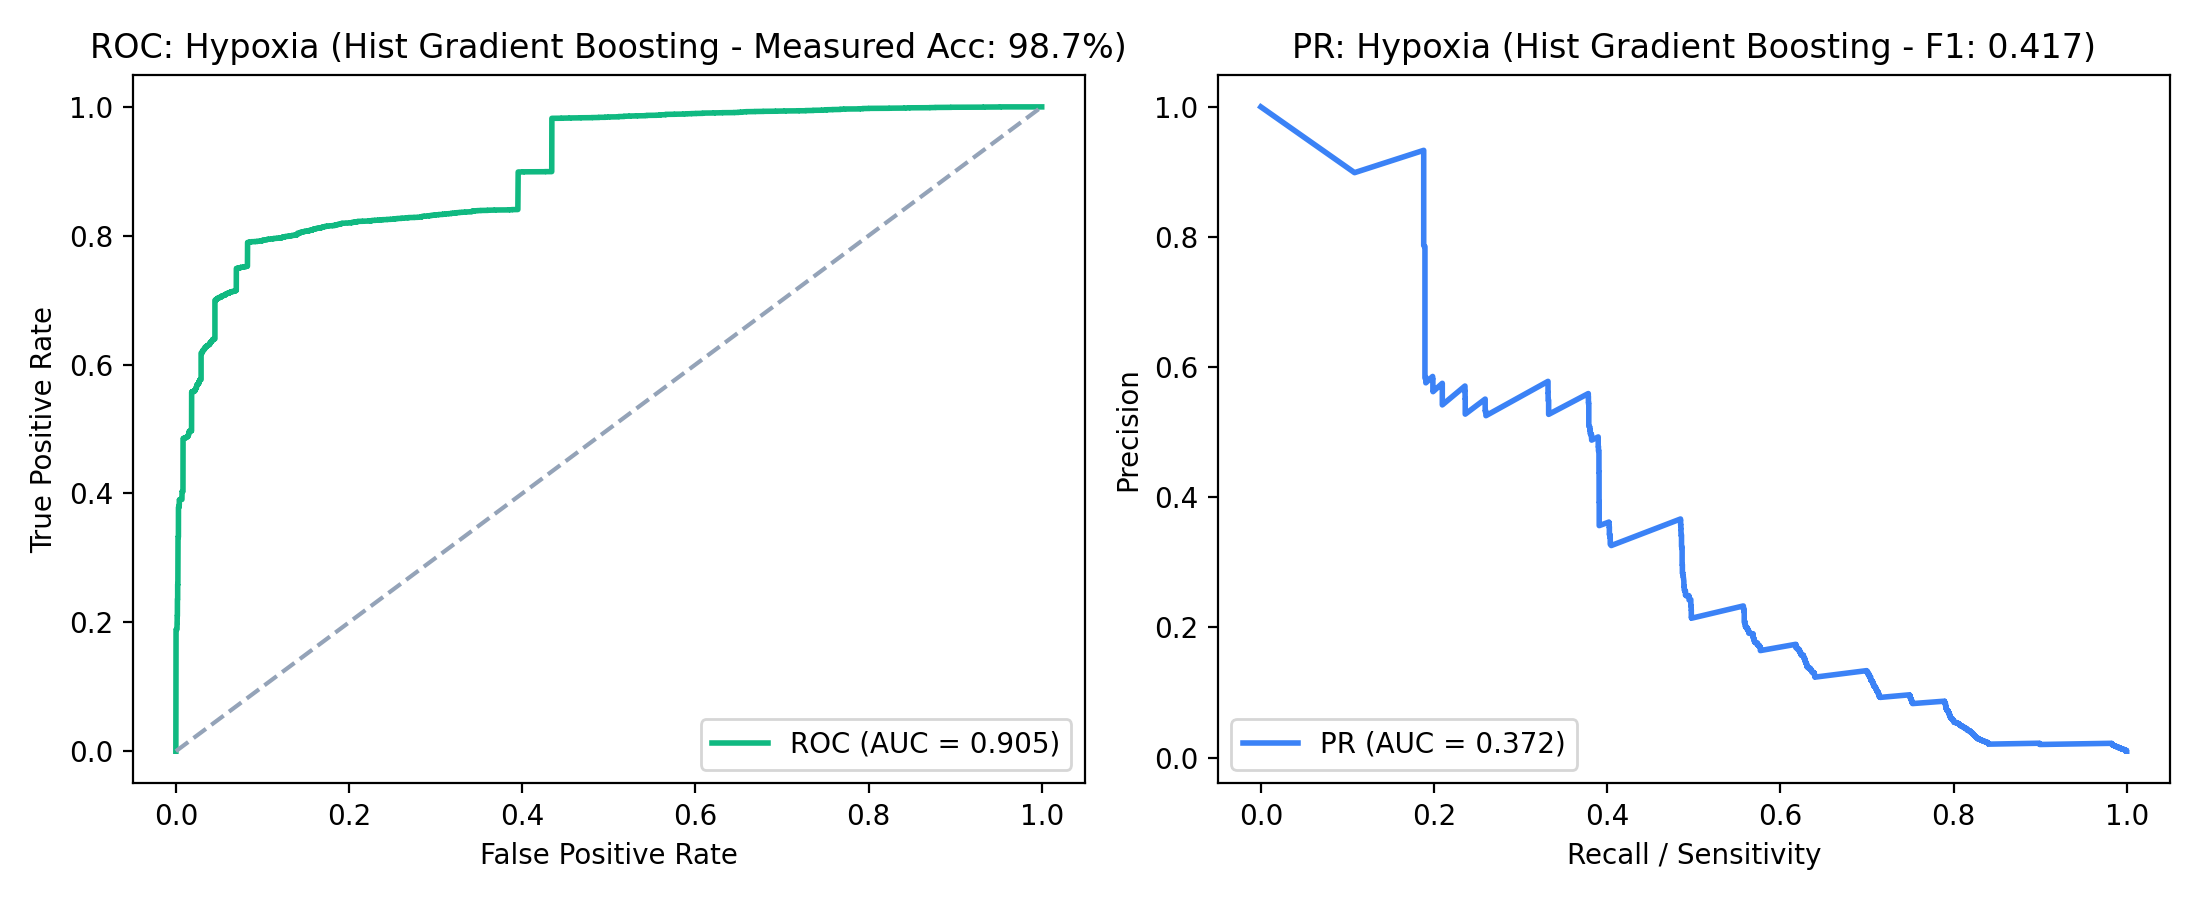 ROC: Hypoxia (Hist Gradient Boosting - Measured Acc: 98.7%)
True Positive Rate
1.0
0.8
0.6
0.4
0.2
0.0
ROC (AUC = 0.905)
0.0 0.2 0.4 0.6 0.8 1.0
False Positive Rate
PR: Hypoxia (Hist Gradient Boosting - F1: 0.417)
Precision
1.0
0.8
0.6
0.4
0.2
0.0
PR (AUC = 0.372)
0.0 0.2 0.4 0.6 0.8 1.0
Recall / Sensitivity